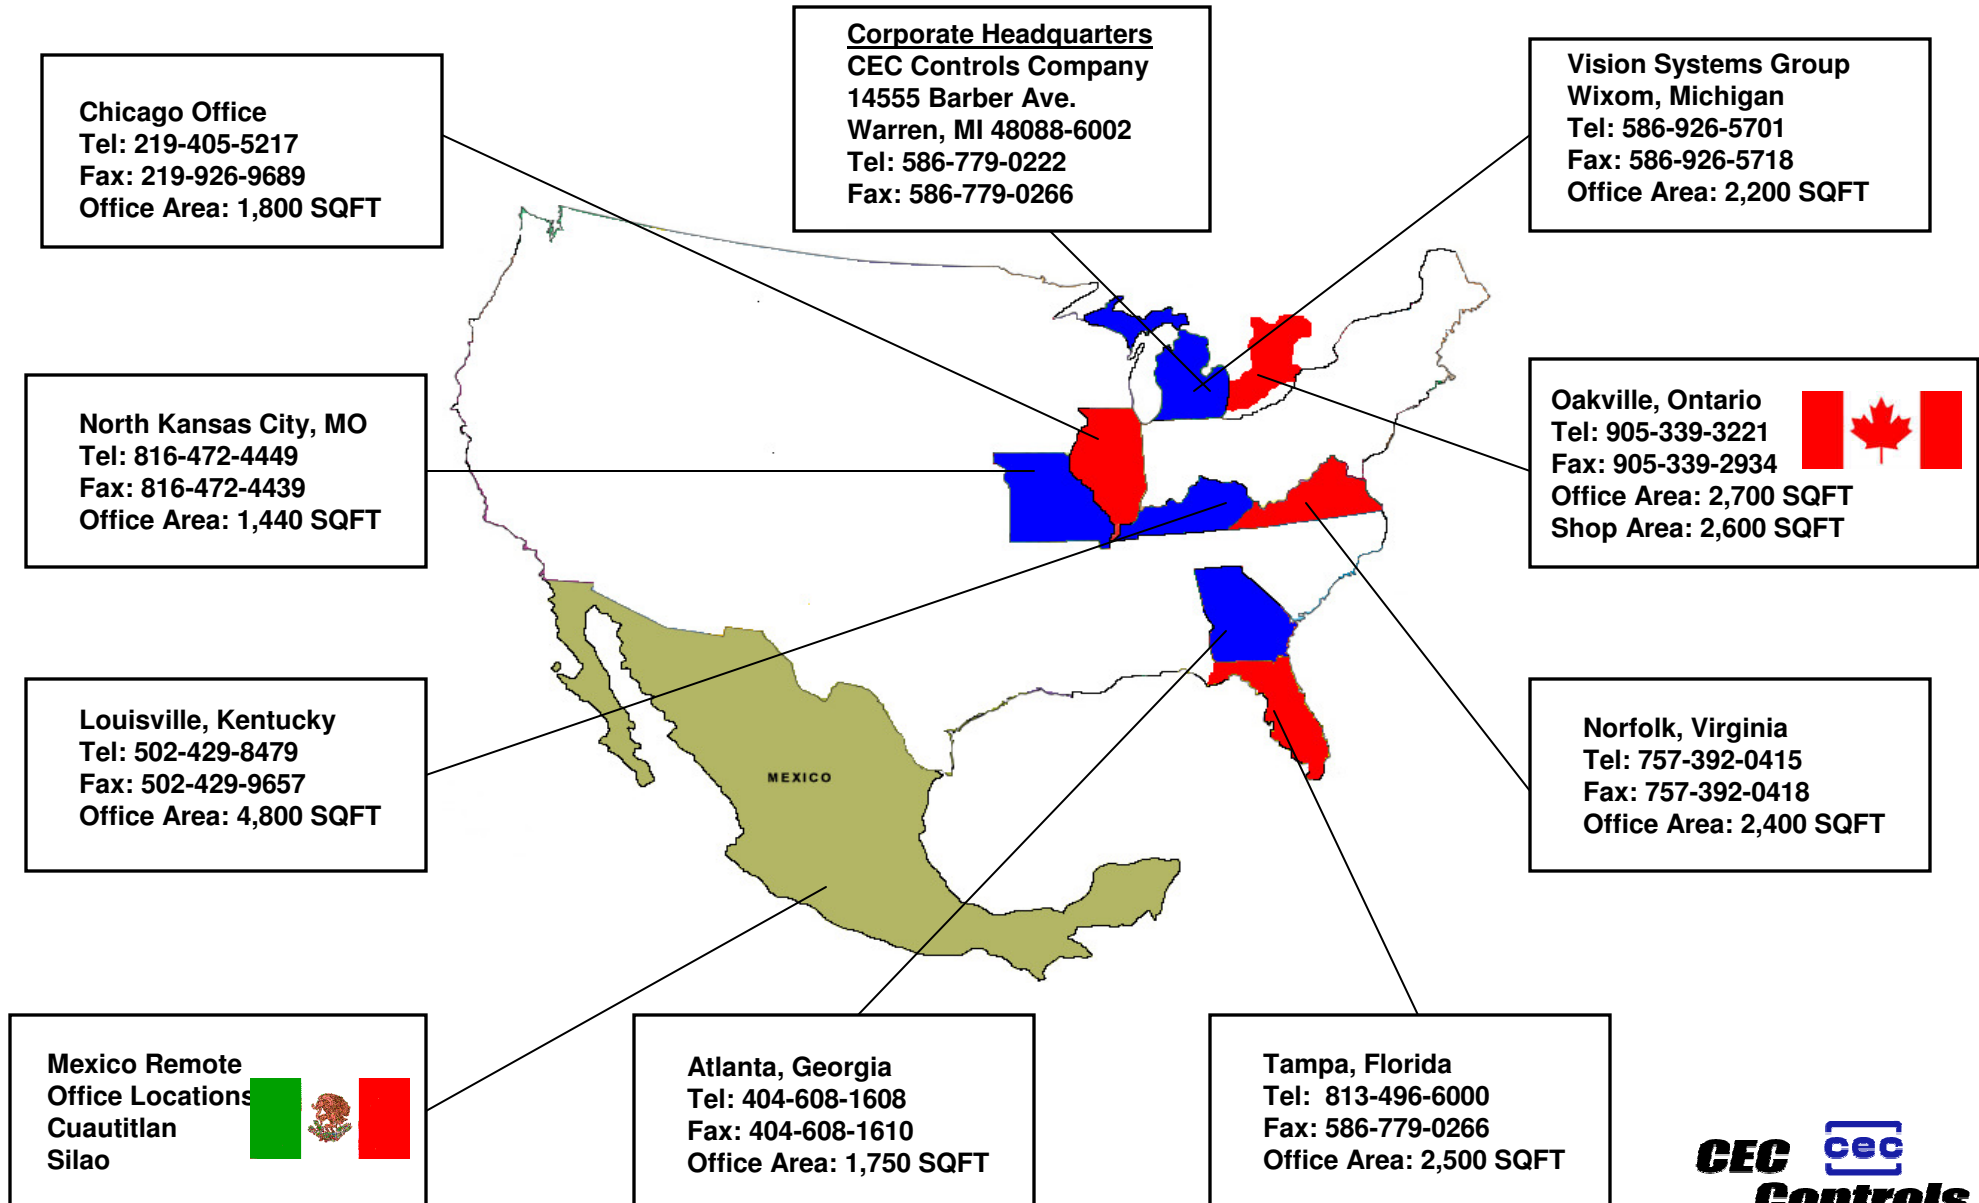 Corporate Headquarters
CEC Controls Company
14555 Barber Ave.
Warren, MI 48088-6002
Tel: 586-779-0222
Fax: 586-779-0266
Chicago Office
Tel: 219-405-5217
Fax: 219-926-9689
Office Area: 1,800 SQFT
Vision Systems Group
Wixom, Michigan
Tel: 586-926-5701
Fax: 586-926-5718
Office Area: 2,200 SQFT
North Kansas City, MO
Tel: 816-472-4449
Fax: 816-472-4439
Office Area: 1,440 SQFT
Oakville, Ontario
Tel: 905-339-3221
Fax: 905-339-2934
Office Area: 2,700 SQFT
Shop Area: 2,600 SQFT
Louisville, Kentucky
Tel: 502-429-8479
Fax: 502-429-9657
Office Area: 4,800 SQFT
MEXICO
Norfolk, Virginia
Tel: 757-392-0415
Fax: 757-392-0418
Office Area: 2,400 SQFT
Mexico Remote
Office Locations
Cuautitlan
Silao
Atlanta, Georgia
Tel: 404-608-1608
Fax: 404-608-1610
Office Area: 1,750 SQFT
Tampa, Florida
Tel: 813-496-6000
Fax: 586-779-0266
Office Area: 2,500 SQFT
CEC cec
Controls